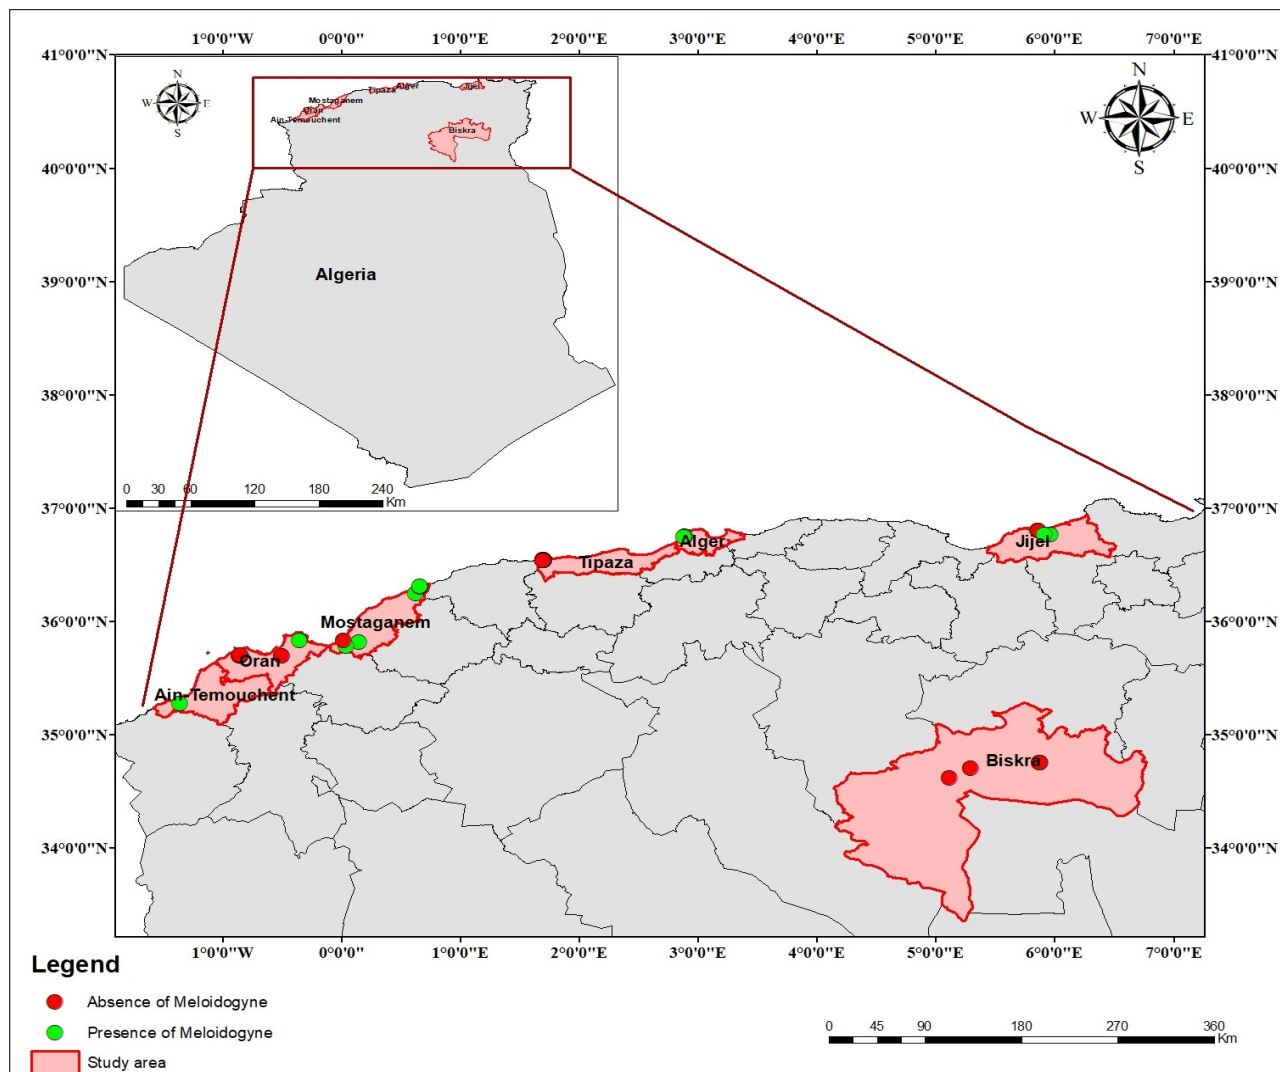 1°0'0"W 0°0'0" 1°0'0"E 2°0'0"E 3°0'0"E 4°0'0"E 5°0'0"E 6°0'0"E 7°0'0"E
41°0'0"N 41°0'0"N
N
W E
S
Tipaza Alger Jijel
Mostaganem
Oran
Ain-Temouchent
Biskra
N
W E
S
40°0'0"N 40°0'0"N
39°0'0"N 39°0'0"N
Algeria
38°0'0"N 38°0'0"N
0 30 60 120 180 240
Km
37°0'0"N 37°0'0"N
Alger
Jijel
Tipaza
36°0'0"N 36°0'0"N
Mostaganem
Oran
Ain-Temouchent
35°0'0"N 35°0'0"N
Biskra
34°0'0"N 34°0'0"N
1°0'0"W 0°0'0" 1°0'0"E 2°0'0"E 3°0'0"E 4°0'0"E 5°0'0"E 6°0'0"E 7°0'0"E
Legend
Absence of Meloidogyne
Presence of Meloidogyne
Study area
0 45 90 180 270 360
Km